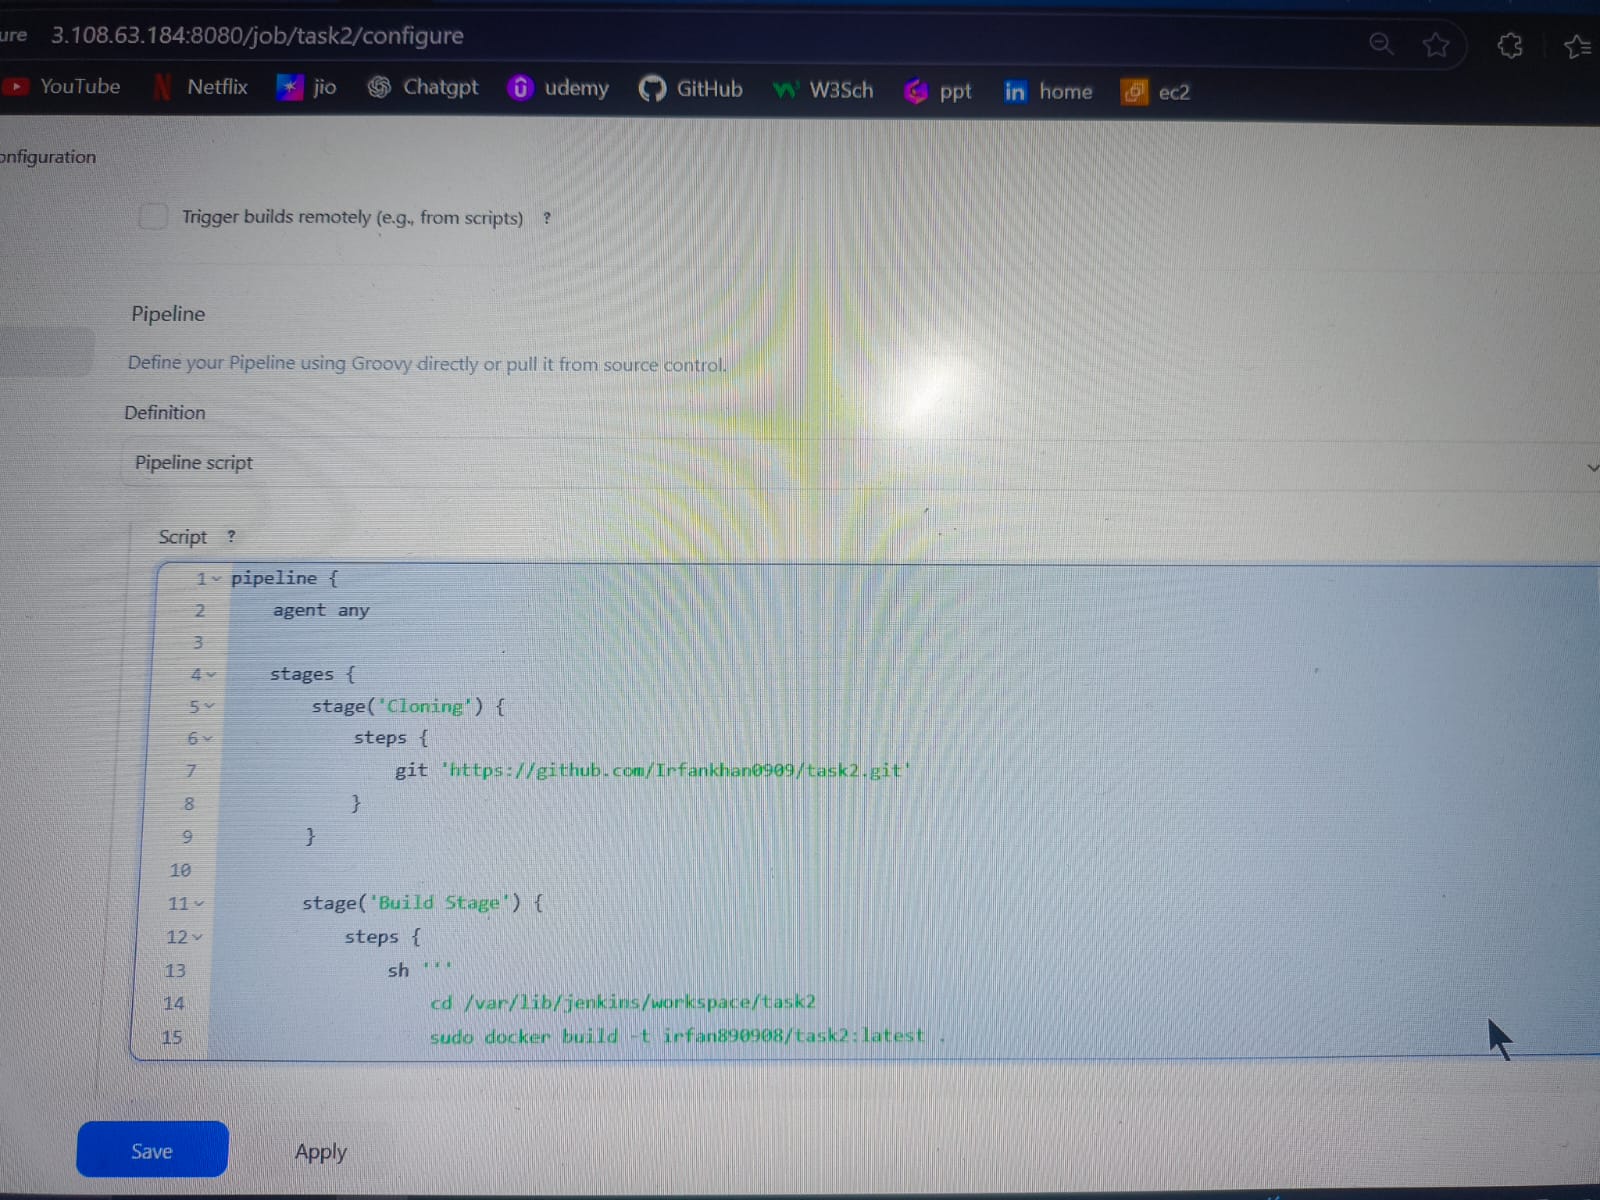 3.108.63.184:8080/job/task2/configure
YouTube Netflix jio Chatgpt udemy GitHub W3Sch ppt in home ec2
onfiguration
Trigger builds remotely (e.g., from scripts) ?
Pipeline
Define your Pipeline using Groovy directly or pull it from source control.
Definition
Pipeline script
Script ?
1 pipeline {
2 agent any
3
4 stages {
5 stage('Cloning') {
6 steps {
7 git 'https://github.com/Irfankhan0909/task2.git'
8 }
9 }
10
11 stage('Build Stage') {
12 steps {
13 sh '''
14 cd /var/lib/jenkins/workspace/task2
15 sudo docker build -t irfan890908/task2:latest .
Save Apply